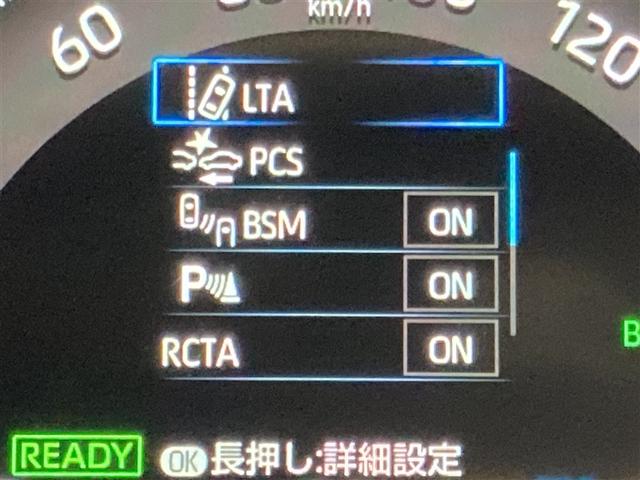 km/h
60
120
LTA
PCS
BSM ON
P ON
RCTA ON
READY OK 長押し:詳細設定